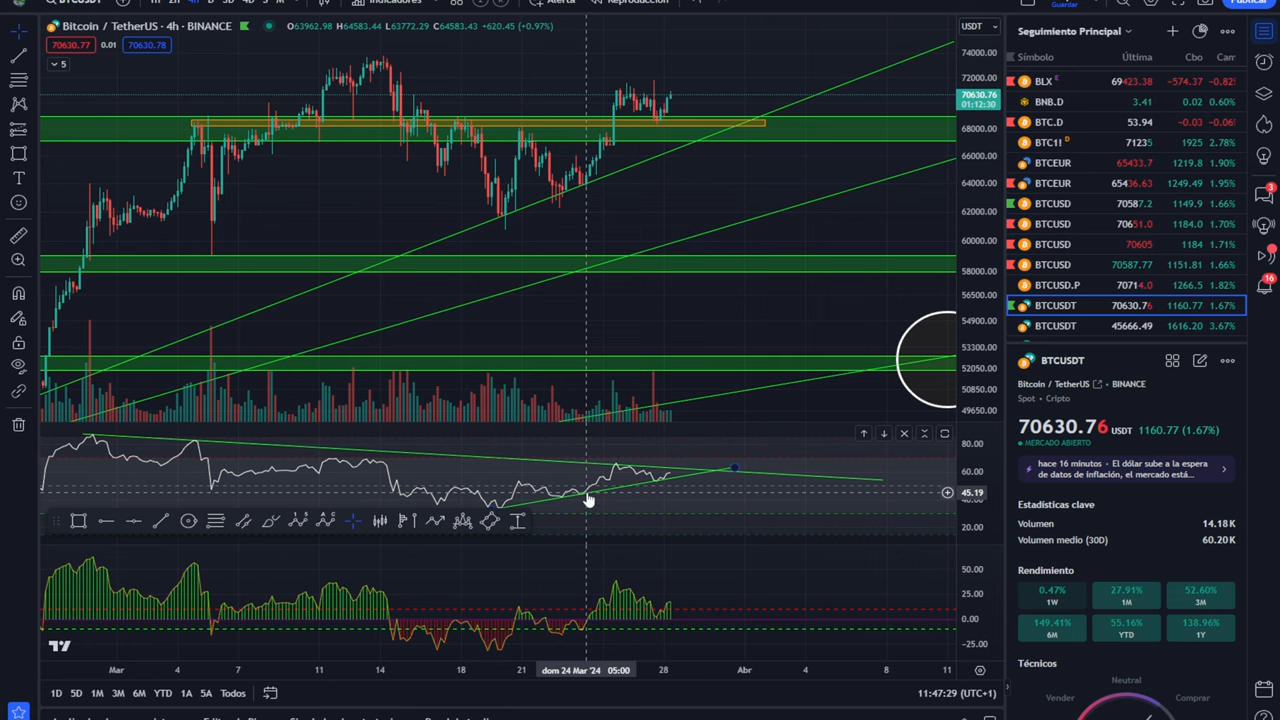 Indicadores
Alerta
Reproducción
Guardar
Publicar
Bitcoin / TetherUS · 4h · BINANCE
O63962.98 H64583.44 L63772.29 C64583.43 +620.45 (+0.97%)
70630.77 0.01 70630.78
5
USDT
74000.00
72000.00
70630.76
01:12:30
68000.00
66000.00
64000.00
62000.00
60000.00
58000.00
56500.00
54900.00
53300.00
52050.00
50850.00
49650.00
80.00
60.00
45.19
20.00
50.00
25.00
0.00
−25.00
Mar 4 7 11 14 18 21 dom 24 Mar '24 05:00 28 Abr 4 8 11
1D 5D 1M 3M 6M YTD 1A 5A Todos
11:47:29 (UTC+1)
Seguimiento Principal
Símbolo Última Cbo
BLX E 69423.38 −574.37 −0.82%
BNB.D 3.41 0.02 0.60%
BTC.D 53.94 −0.03 −0.06%
BTC1! D 71235 1925 2.78%
BTCEUR 65433.7 1219.8 1.90%
BTCEUR 65436.63 1249.49 1.95%
BTCUSD 70587.2 1149.9 1.66%
BTCUSD 70651.0 1184.0 1.70%
BTCUSD 70605 1184 1.71%
BTCUSD 70587.77 1151.81 1.66%
BTCUSD.P 70714.0 1266.5 1.82%
BTCUSDT 70630.76 1160.77 1.67%
BTCUSDT 45666.49 1616.20 3.67%
BTCUSDT
Bitcoin / TetherUS · BINANCE
Spot · Cripto
70630.76 USDT 1160.77 (1.67%)
MERCADO ABIERTO
hace 16 minutos · El dólar sube a la espera
de datos de inflación, el mercado está...
Estadísticas clave
Volumen 14.18K
Volumen medio (30D) 60.20K
Rendimiento
0.47% 27.91% 52.60%
1W 1M 3M
149.41% 55.16% 138.96%
6M YTD 1Y
Técnicos
Neutral
Vender Comprar
3
16